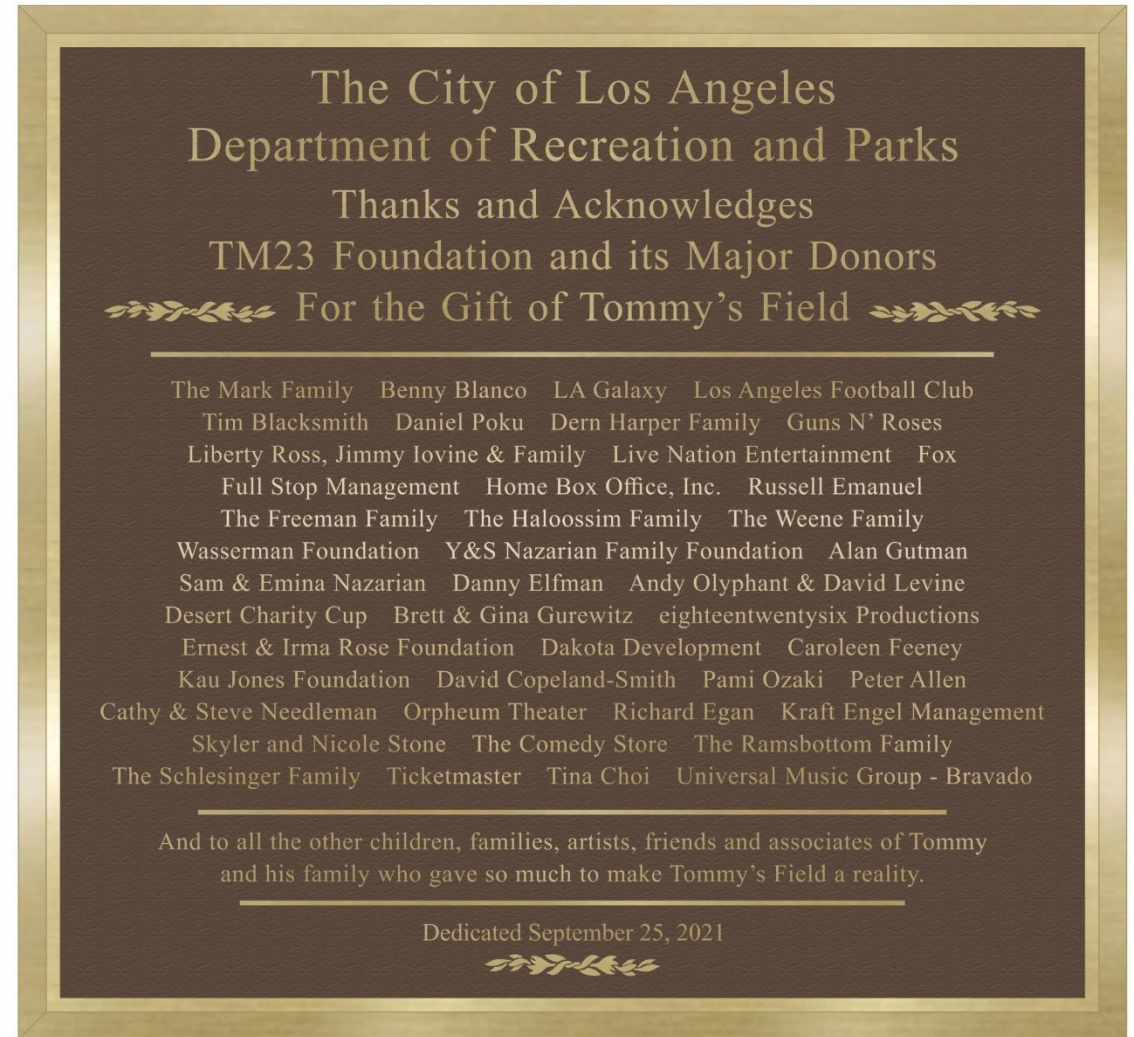 The City of Los Angeles
Department of Recreation and Parks
Thanks and Acknowledges
TM23 Foundation and its Major Donors
For the Gift of Tommy’s Field
The Mark Family Benny Blanco LA Galaxy Los Angeles Football Club
Tim Blacksmith Daniel Poku Dern Harper Family Guns N’ Roses
Liberty Ross, Jimmy Iovine & Family Live Nation Entertainment Fox
Full Stop Management Home Box Office, Inc. Russell Emanuel
The Freeman Family The Haloossim Family The Weene Family
Wasserman Foundation Y&S Nazarian Family Foundation Alan Gutman
Sam & Emina Nazarian Danny Elfman Andy Olyphant & David Levine
Desert Charity Cup Brett & Gina Gurewitz eighteentwentysix Productions
Ernest & Irma Rose Foundation Dakota Development Caroleen Feeney
Kau Jones Foundation David Copeland-Smith Pami Ozaki Peter Allen
Cathy & Steve Needleman Orpheum Theater Richard Egan Kraft Engel Management
Skyler and Nicole Stone The Comedy Store The Ramsbottom Family
The Schlesinger Family Ticketmaster Tina Choi Universal Music Group - Bravado
And to all the other children, families, artists, friends and associates of Tommy
and his family who gave so much to make Tommy’s Field a reality.
Dedicated September 25, 2021